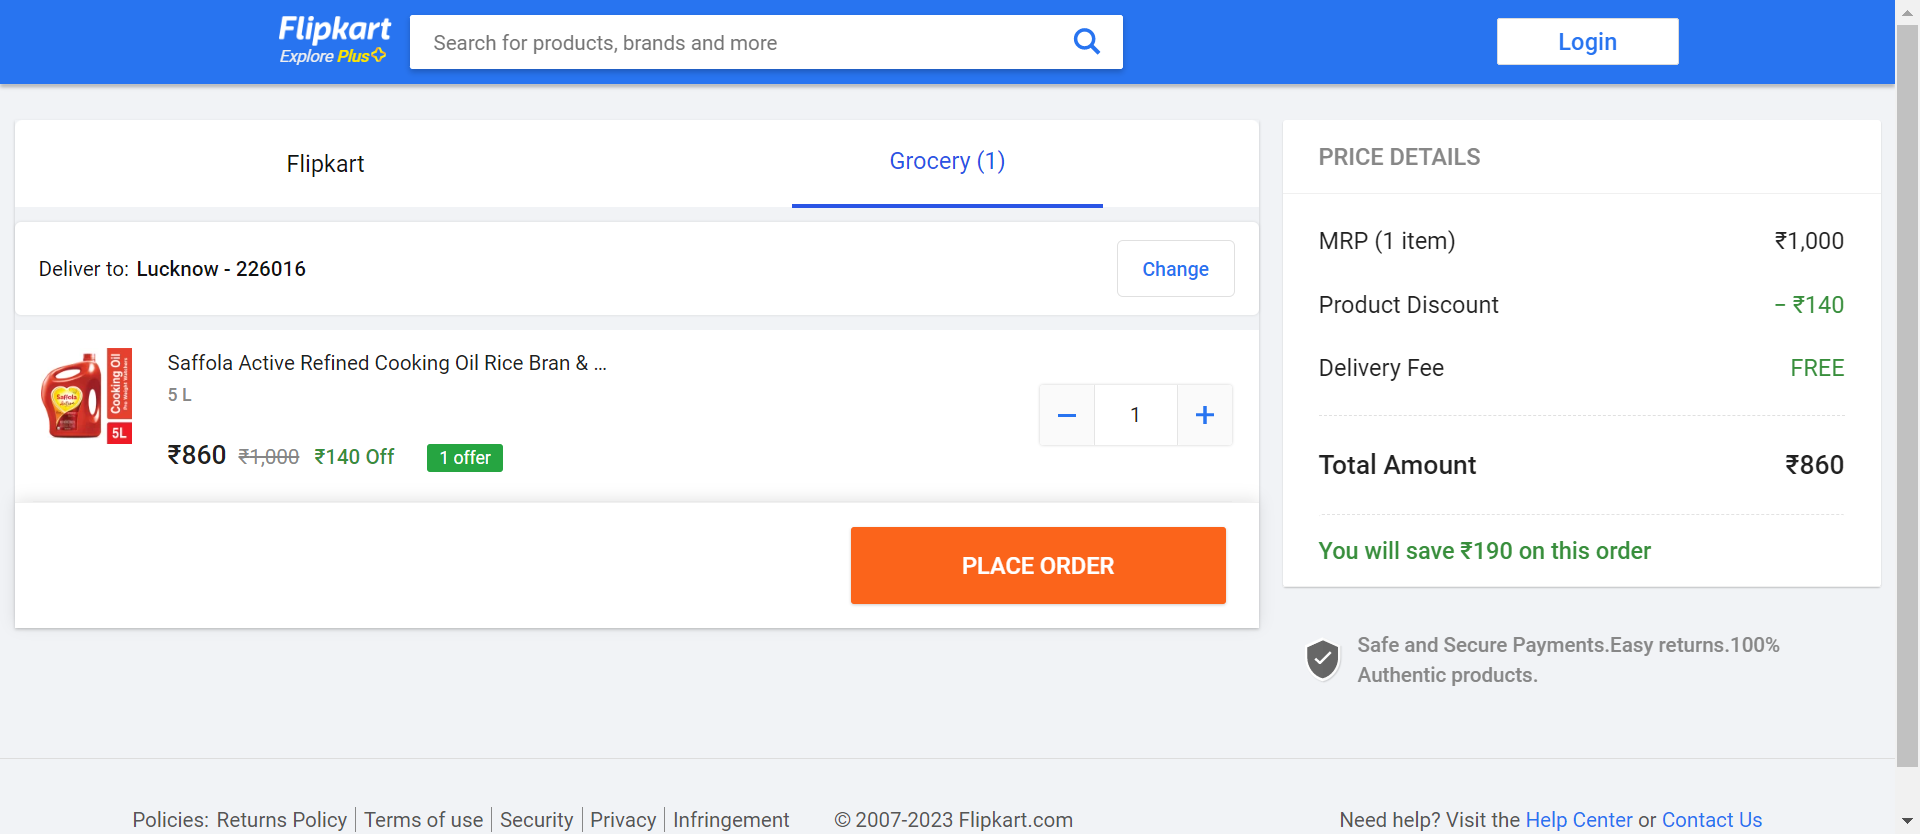 Flipkart
Explore Plus
Search for products, brands and more
Login
Flipkart
Grocery (1)
Deliver to: Lucknow - 226016
Change
Saffola Active Refined Cooking Oil Rice Bran & ...
5 L
Saffola
Cooking Oil
5L
₹860 ₹1,000 ₹140 Off 1 offer
1
PLACE ORDER
PRICE DETAILS
MRP (1 item) ₹1,000
Product Discount − ₹140
Delivery Fee FREE
Total Amount ₹860
You will save ₹190 on this order
Safe and Secure Payments.Easy returns.100%
Authentic products.
Policies: Returns Policy Terms of use Security Privacy Infringement © 2007-2023 Flipkart.com Need help? Visit the Help Center or Contact Us